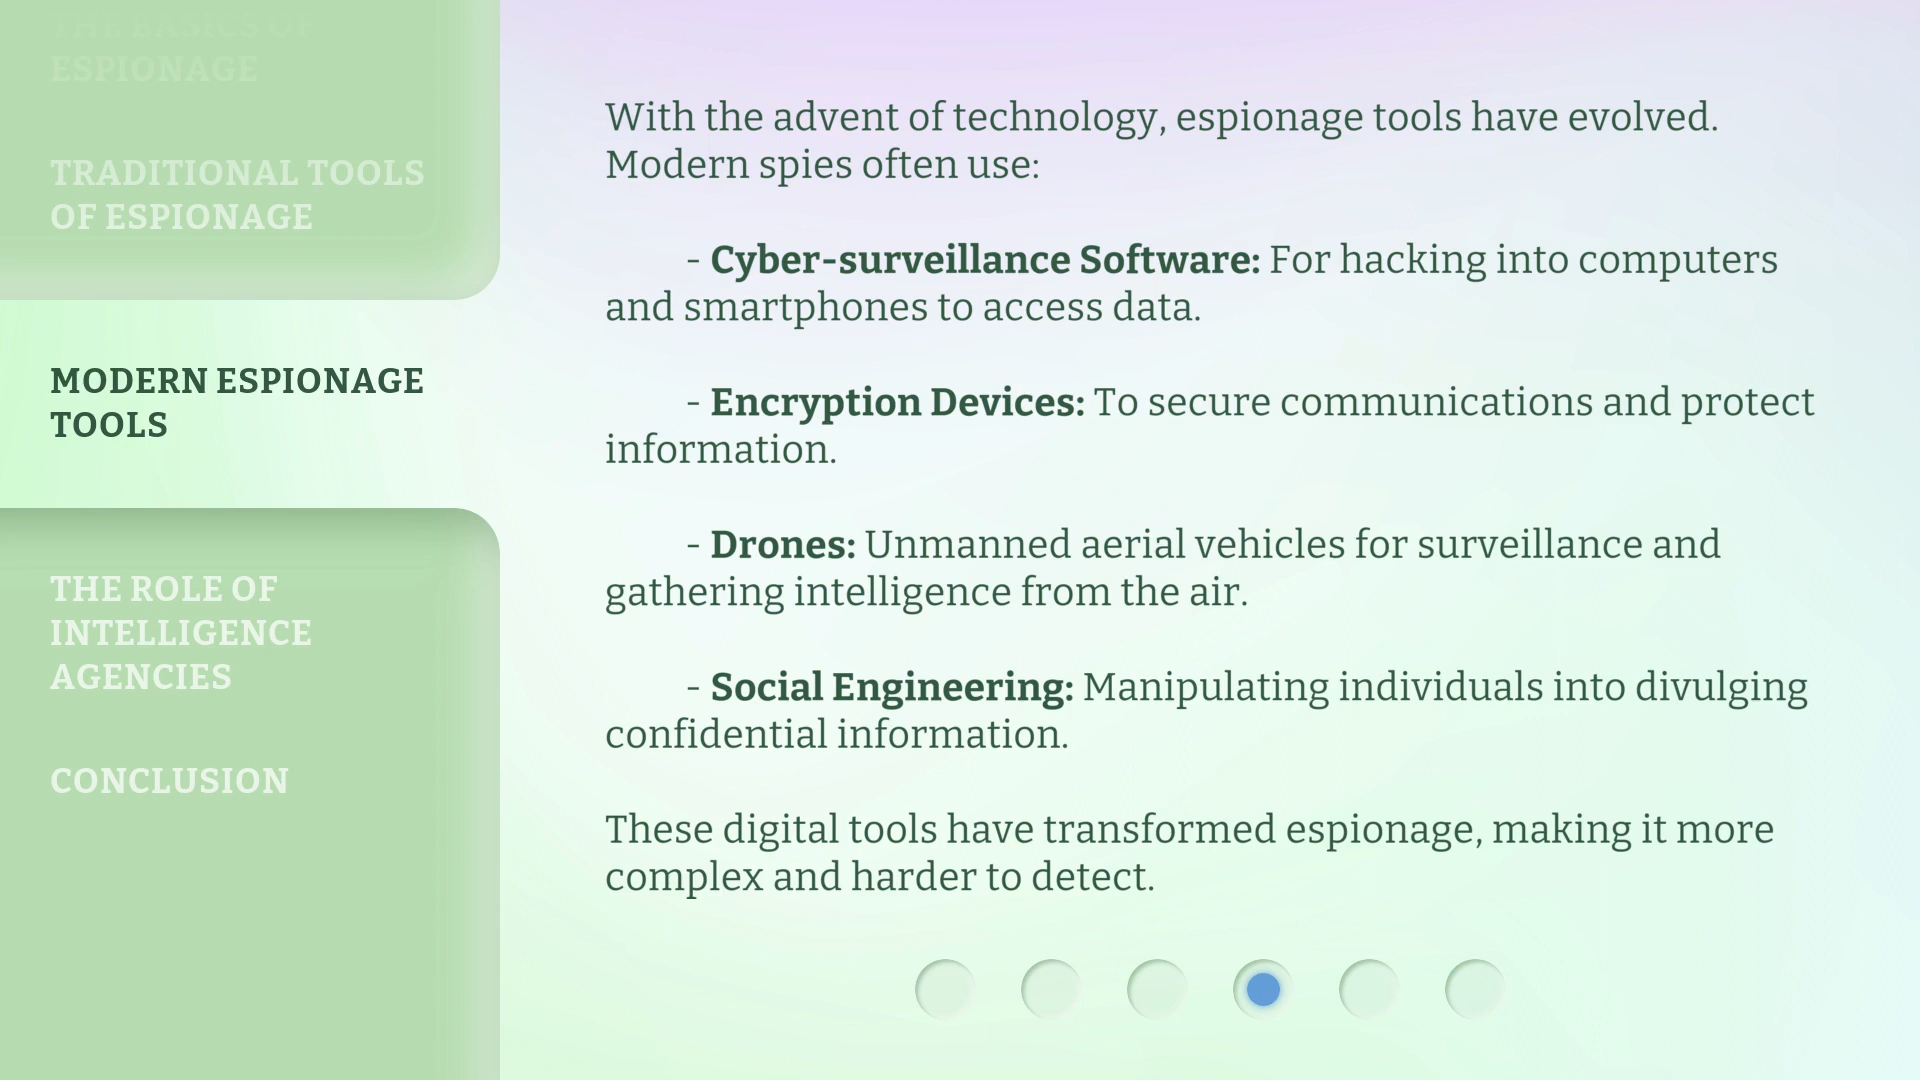 THE BASICS OF
ESPIONAGE
TRADITIONAL TOOLS
OF ESPIONAGE
MODERN ESPIONAGE
TOOLS
THE ROLE OF
INTELLIGENCE
AGENCIES
CONCLUSION
With the advent of technology, espionage tools have evolved.
Modern spies often use:
- Cyber-surveillance Software: For hacking into computers
and smartphones to access data.
- Encryption Devices: To secure communications and protect
information.
- Drones: Unmanned aerial vehicles for surveillance and
gathering intelligence from the air.
- Social Engineering: Manipulating individuals into divulging
confidential information.
These digital tools have transformed espionage, making it more
complex and harder to detect.